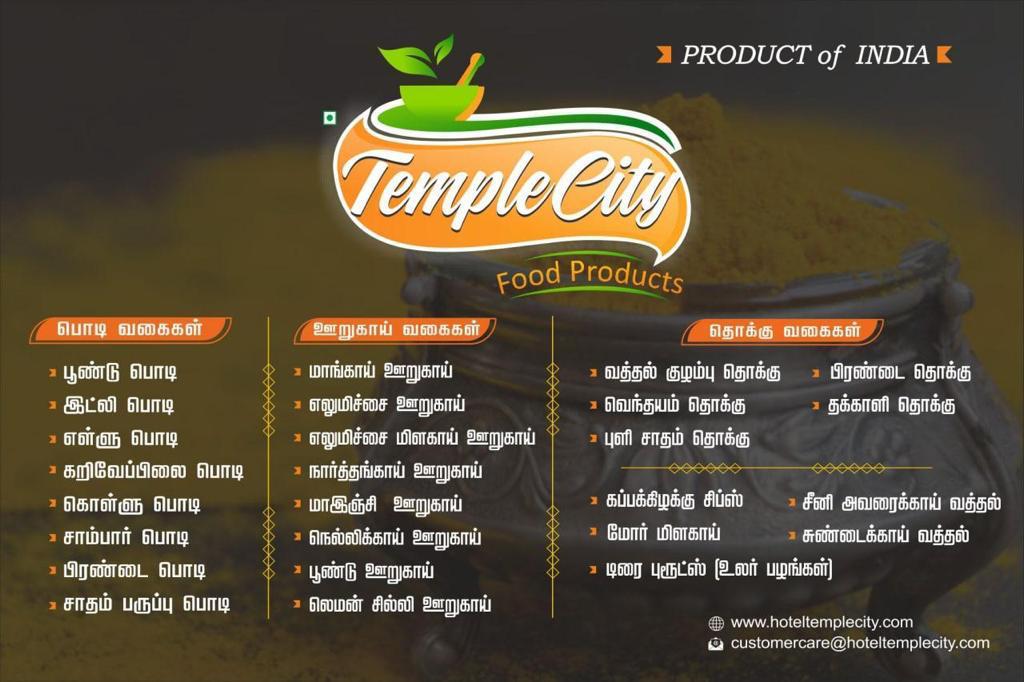 PRODUCT of INDIA
Temple City
Food Products
பொடி வகைகள்
பூண்டு பொடி
இட்லி பொடி
எள்ளு பொடி
கறிவேப்பிலை பொடி
கொள்ளு பொடி
சாம்பார் பொடி
பிரண்டை பொடி
சாதம் பருப்பு பொடி
ஊறுகாய் வகைகள்
மாங்காய் ஊறுகாய்
எலுமிச்சை ஊறுகாய்
எலுமிச்சை மிளகாய் ஊறுகாய்
நார்த்தங்காய் ஊறுகாய்
மாஇஞ்சி ஊறுகாய்
நெல்லிக்காய் ஊறுகாய்
பூண்டு ஊறுகாய்
லெமன் சில்லி ஊறுகாய்
தொக்கு வகைகள்
வத்தல் குழம்பு தொக்கு
பிரண்டை தொக்கு
வெந்தயம் தொக்கு
தக்காளி தொக்கு
புளி சாதம் தொக்கு
கப்பக்கிழக்கு சிப்ஸ்
சீனி அவரைக்காய் வத்தல்
மோர் மிளகாய்
சுண்டைக்காய் வத்தல்
டிரை புரூட்ஸ் (உலர் பழங்கள்)
www.hoteltemplecity.com
customercare@hoteltemplecity.com